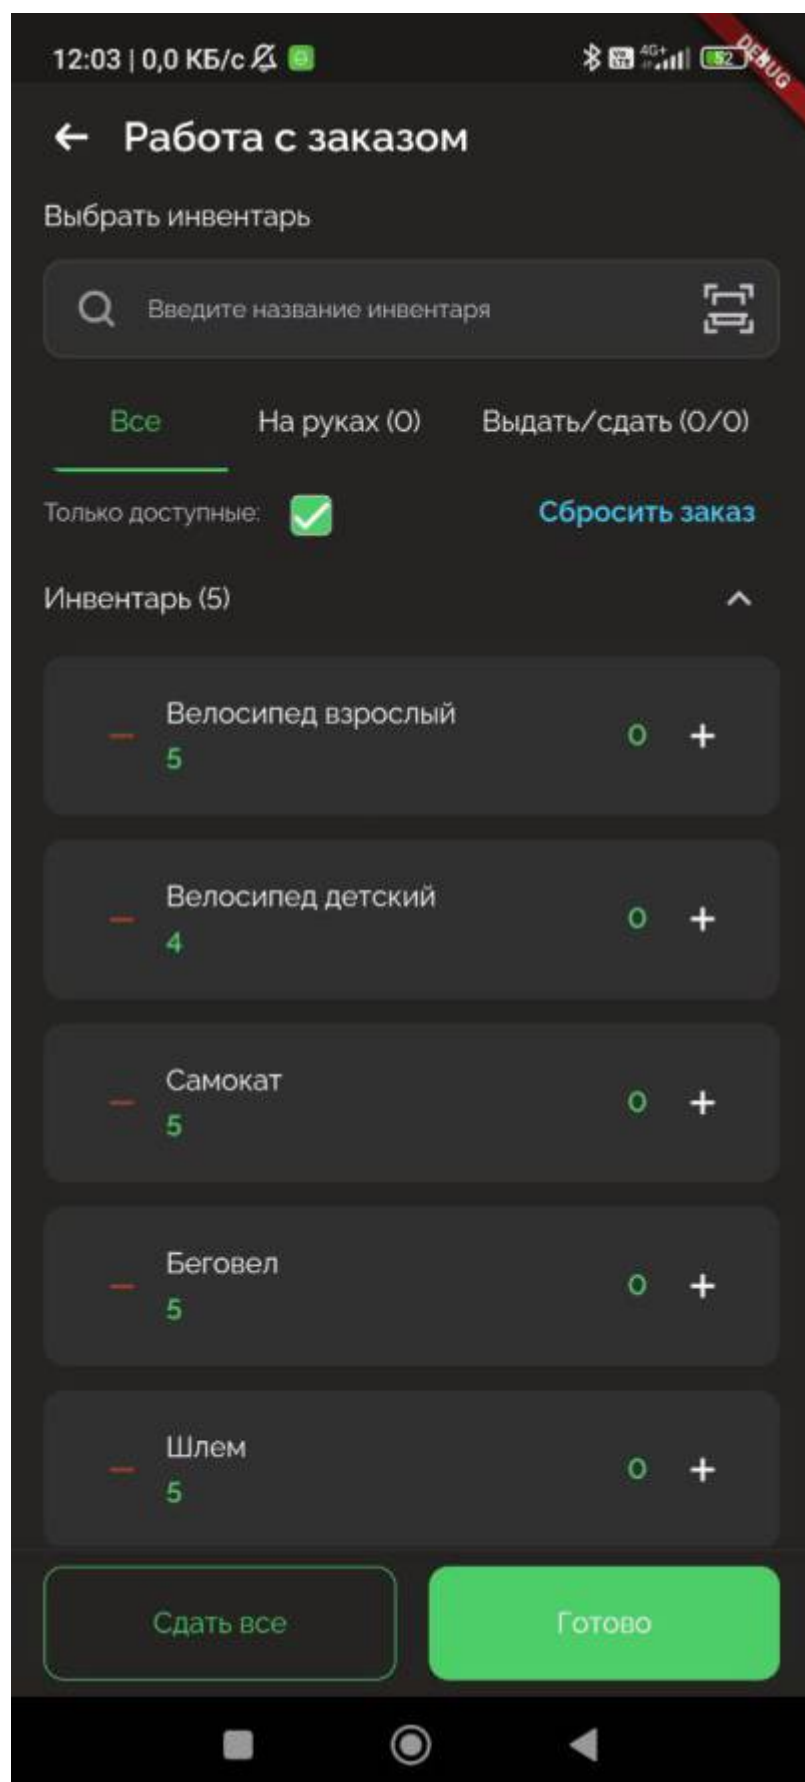 12:03 | 0,0 КБ/с
4G+
52
DEBUG
Работа с заказом
Выбрать инвентарь
Введите название инвентаря
Все На руках (0) Выдать/сдать (0/0)
Только доступные: Сбросить заказ
Инвентарь (5)
Велосипед взрослый
5
0
Велосипед детский
4
0
Самокат
5
0
Беговел
5
0
Шлем
5
0
Сдать все Готово